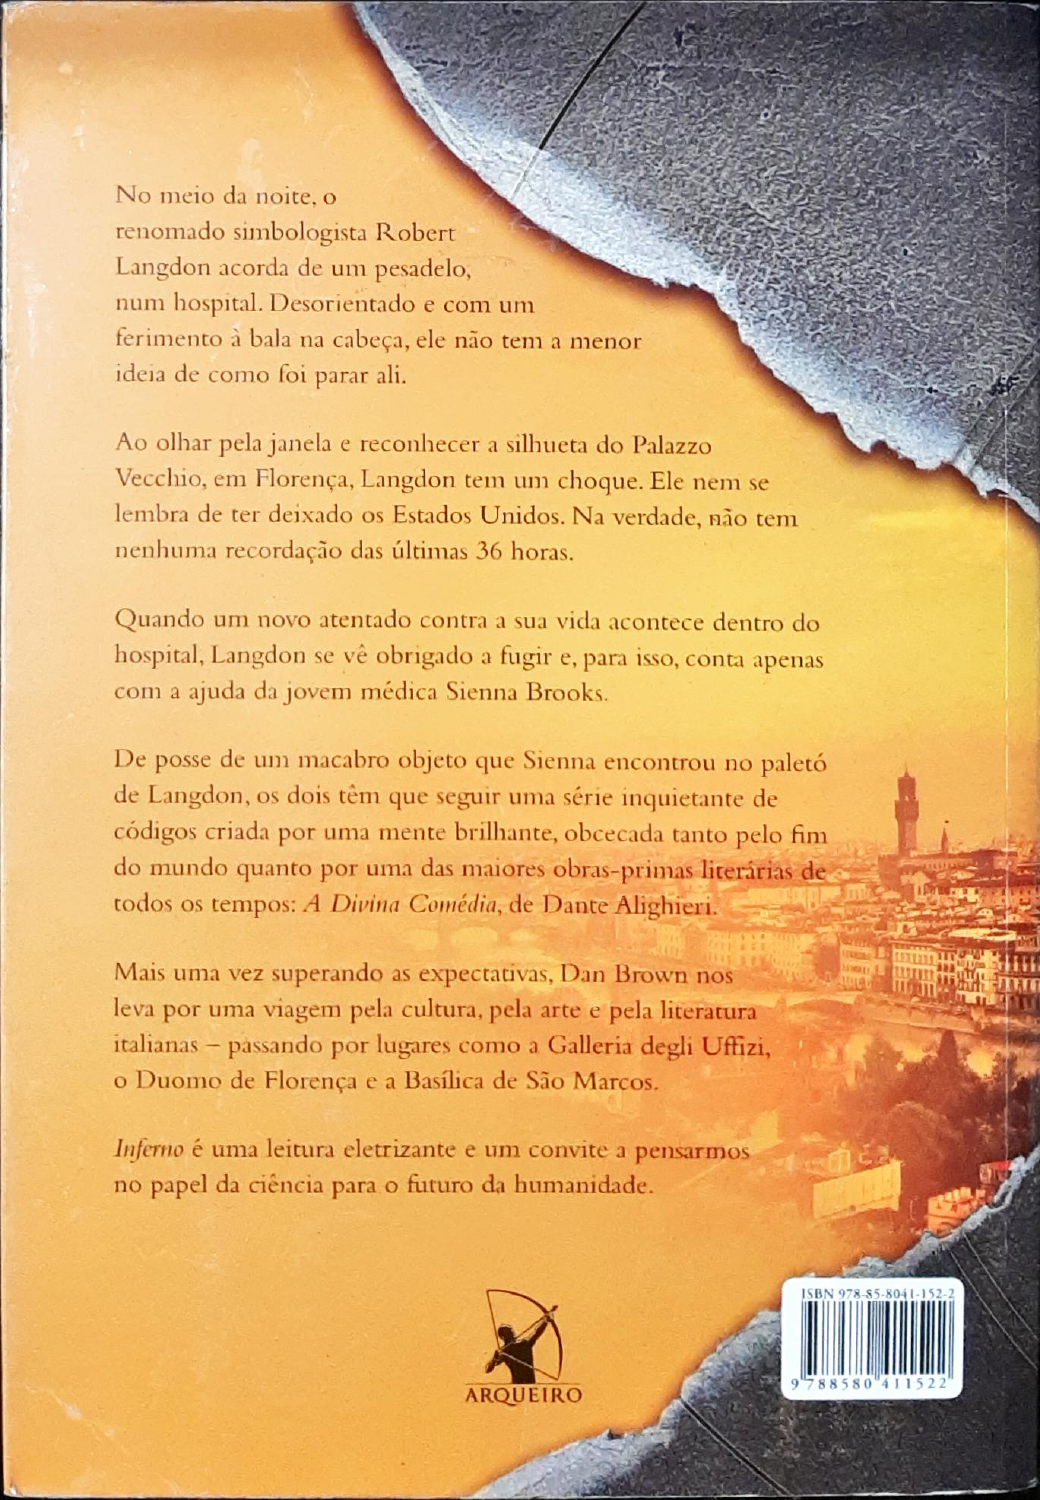 No meio da noite, o
renomado simbologista Robert
Langdon acorda de um pesadelo,
num hospital. Desorientado e com um
ferimento à bala na cabeça, ele não tem a menor
ideia de como foi parar ali.
Ao olhar pela janela e reconhecer a silhueta do Palazzo
Vecchio, em Florença, Langdon tem um choque. Ele nem se
lembra de ter deixado os Estados Unidos. Na verdade, não tem
nenhuma recordação das últimas 36 horas.
Quando um novo atentado contra a sua vida acontece dentro do
hospital, Langdon se vê obrigado a fugir e, para isso, conta apenas
com a ajuda da jovem médica Sienna Brooks.
De posse de um macabro objeto que Sienna encontrou no paletó
de Langdon, os dois têm que seguir uma série inquietante de
códigos criada por uma mente brilhante, obcecada tanto pelo fim
do mundo quanto por uma das maiores obras-primas literárias de
todos os tempos: A Divina Comédia, de Dante Alighieri.
Mais uma vez superando as expectativas, Dan Brown nos
leva por uma viagem pela cultura, pela arte e pela literatura
italianas – passando por lugares como a Galleria degli Uffizi,
o Duomo de Florença e a Basílica de São Marcos.
Inferno é uma leitura eletrizante e um convite a pensarmos
no papel da ciência para o futuro da humanidade.
ARQUEIRO
ISBN 978-85-8041-152-2
9 788580 411522